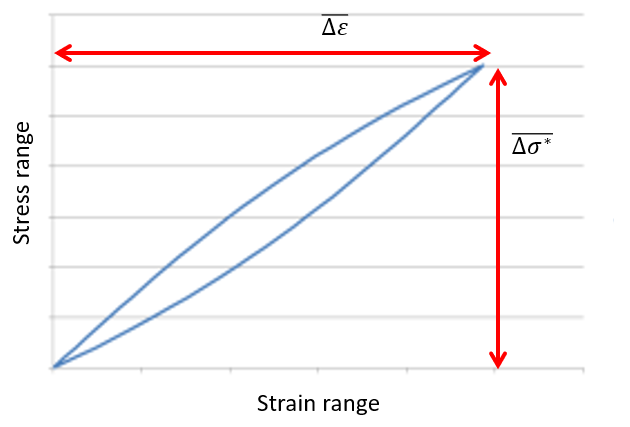 Δε
Δσ*
Stress range
Strain range